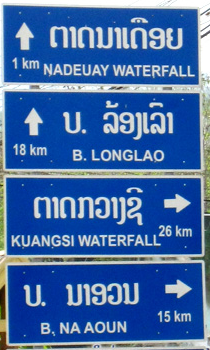 ຕາດນາເດືອຍ
1 km NADEUAY WATERFALL
ບ. ລ້ອງເລົາ
18 km
B. LONGLAO
ຕາດກວາງຊີ
KUANGSI WATERFALL 26 km
ບ. ນາອວນ
15 km
B, NA AOUN